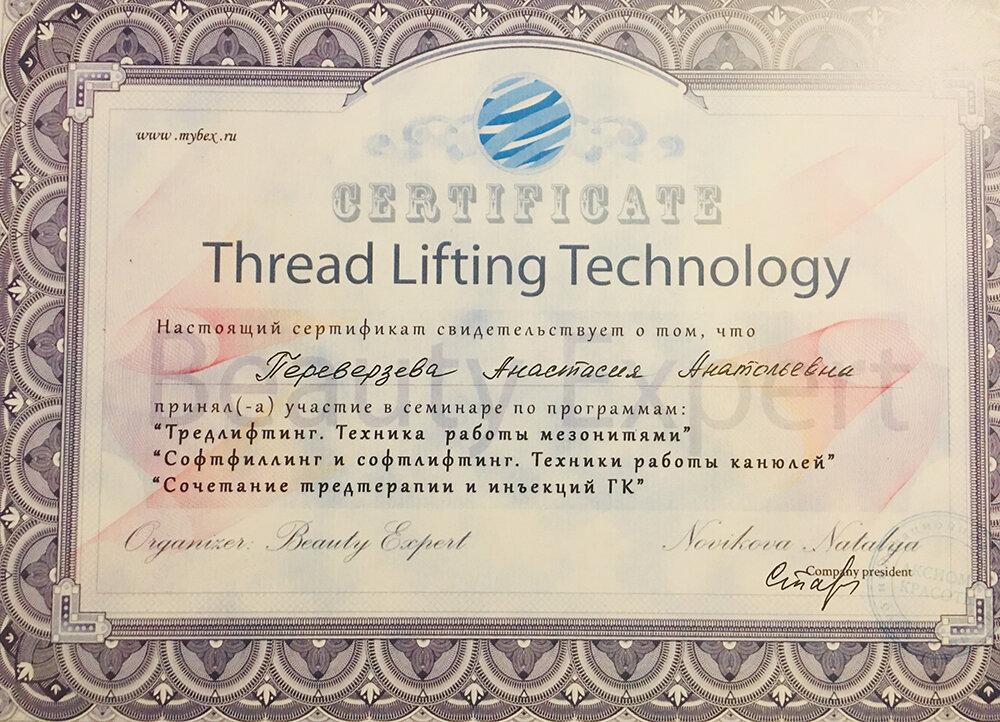 www.mybex.ru
CERTIFICATE
Thread Lifting Technology
Настоящий сертификат свидетельствует о том, что
Переверзева Анастасия Анатольевна
Beauty Expert
принял(-а) участие в семинаре по программам:
"Тредлифтинг. Техника работы мезонитями"
"Софтфиллинг и софтлифтинг. Техники работы канюлей"
"Сочетание тредтерапии и инъекций ГК"
Organizer: Beauty Expert
Novikova Natalya
Company president